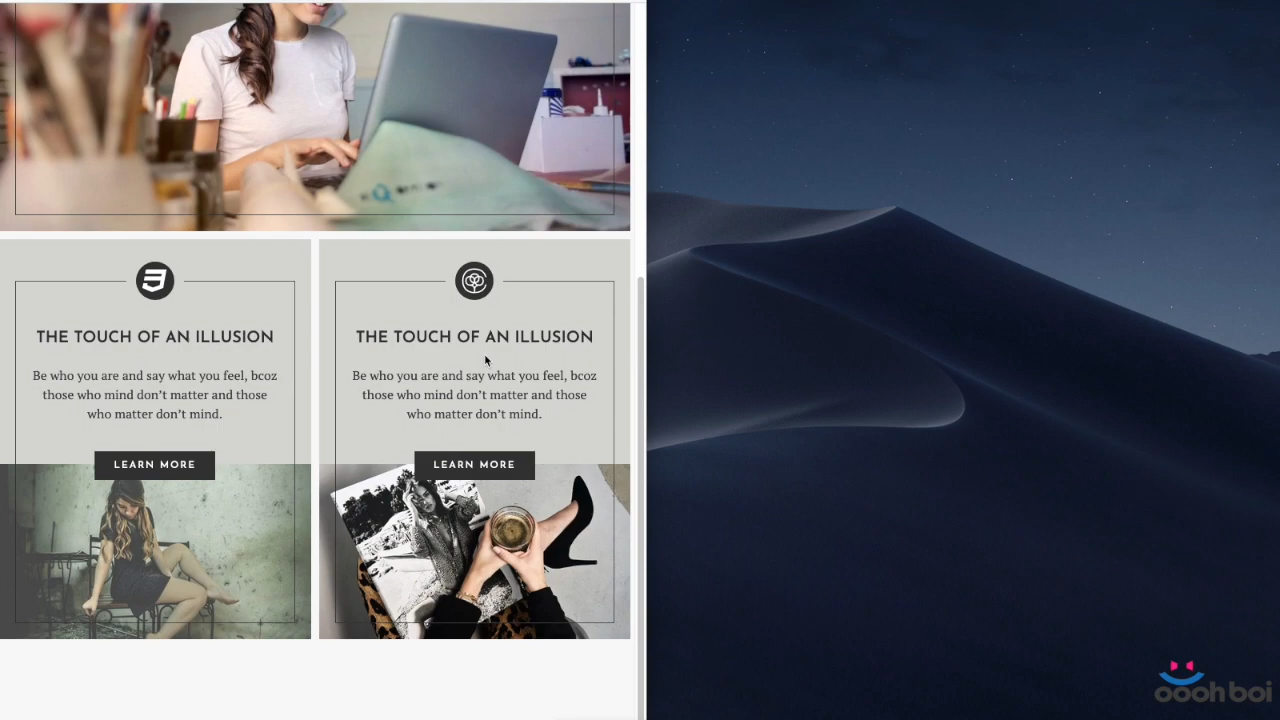 THE TOUCH OF AN ILLUSION
Be who you are and say what you feel, bcoz
those who mind don’t matter and those
who matter don’t mind.
LEARN MORE
THE TOUCH OF AN ILLUSION
Be who you are and say what you feel, bcoz
those who mind don’t matter and those
who matter don’t mind.
LEARN MORE
ooohboi